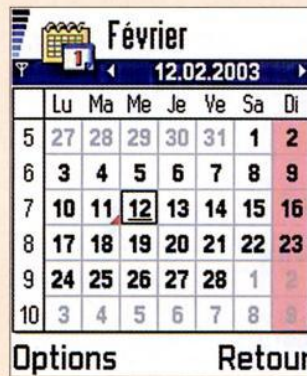 1
Février
12.02.2003
Lu Ma Me Je Ve Sa Di
5 27 28 29 30 31 1 2
6 3 4 5 6 7 8 9
7 10 11 12 13 14 15 16
8 17 18 19 20 21 22 23
9 24 25 26 27 28 1 2
10 3 4 5 6 7 8 9
Options Retour